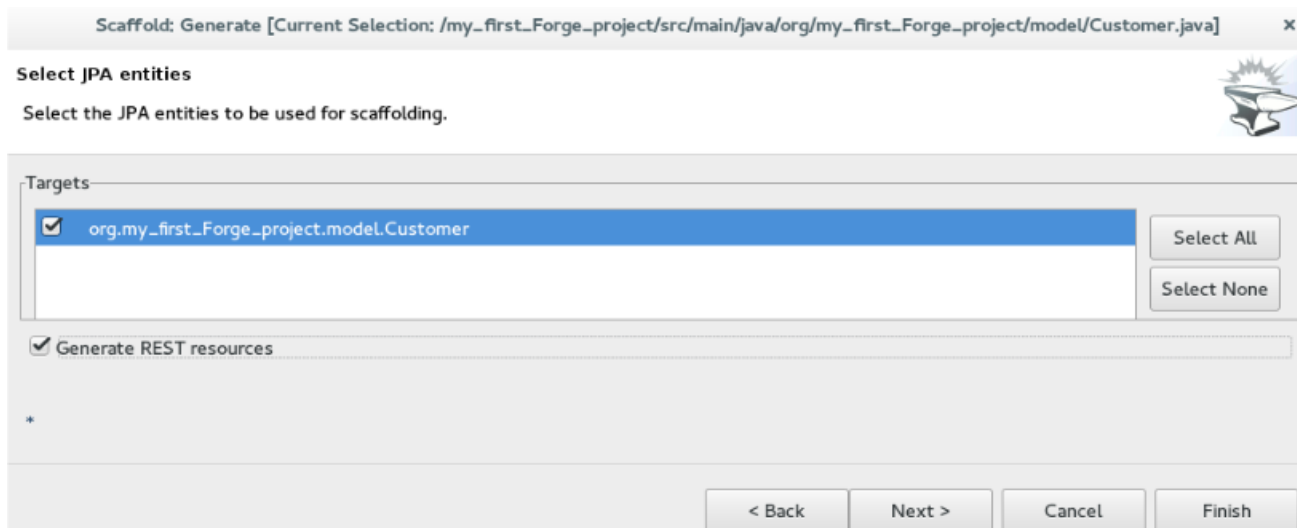 Scaffold: Generate [Current Selection: /my_first_Forge_project/src/main/java/org/my_first_Forge_project/model/Customer.java] ×
Select JPA entities
Select the JPA entities to be used for scaffolding.
Targets
org.my_first_Forge_project.model.Customer
Select All
Select None
Generate REST resources
*
< Back Next > Cancel Finish